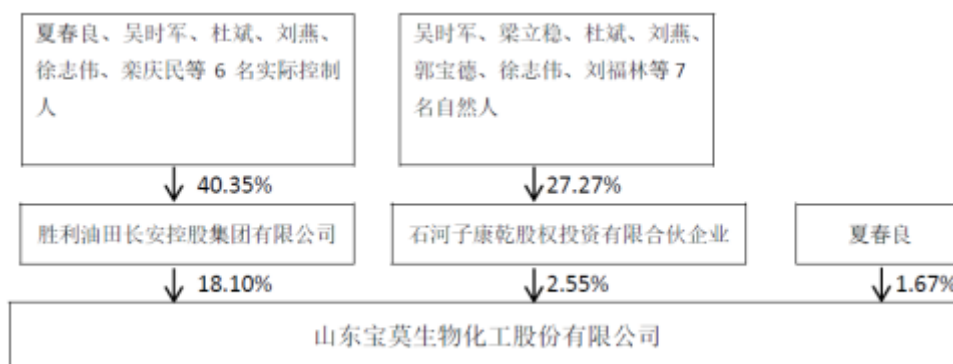 夏春良、吴时军、杜斌、刘燕、
徐志伟、栾庆民等 6 名实际控制
人
吴时军、梁立稳、杜斌、刘燕、
郭宝德、徐志伟、刘福林等 7
名自然人
40.35%
27.27%
胜利油田长安控股集团有限公司
石河子康乾股权投资有限合伙企业
夏春良
18.10%
2.55%
1.67%
山东宝莫生物化工股份有限公司